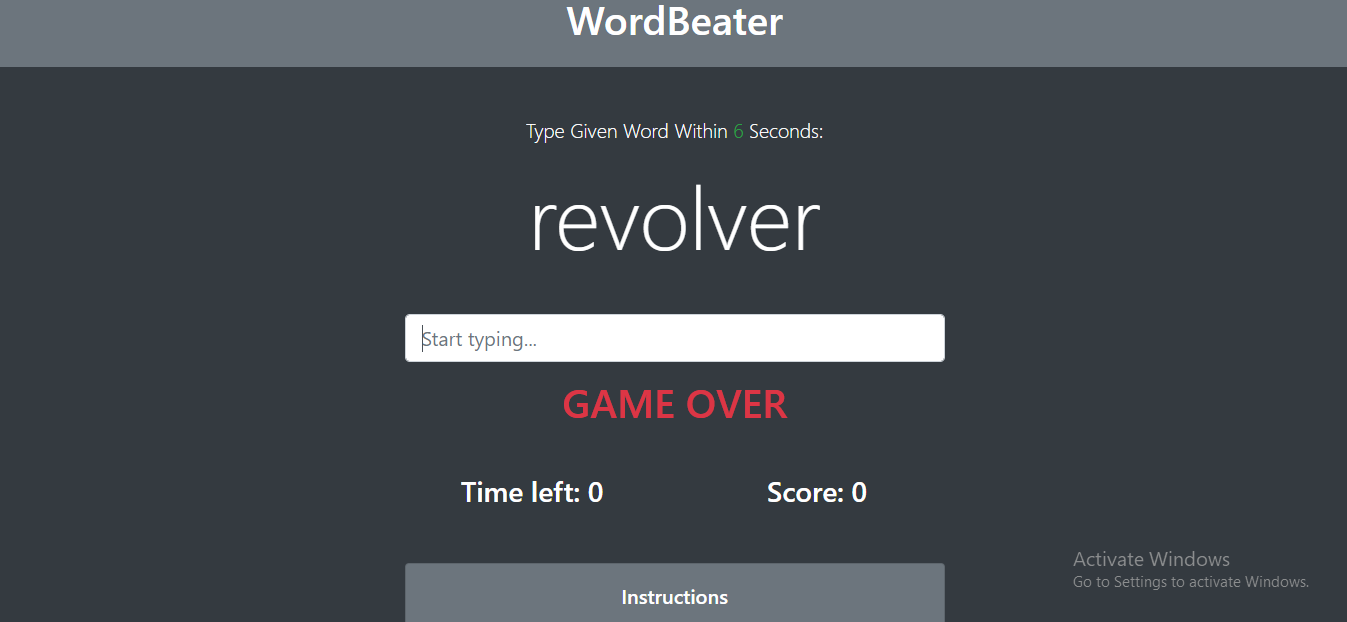 WordBeater
Type Given Word Within 6 Seconds:
revolver
Start typing...
GAME OVER
Time left: 0 Score: 0
Activate Windows
Go to Settings to activate Windows.
Instructions